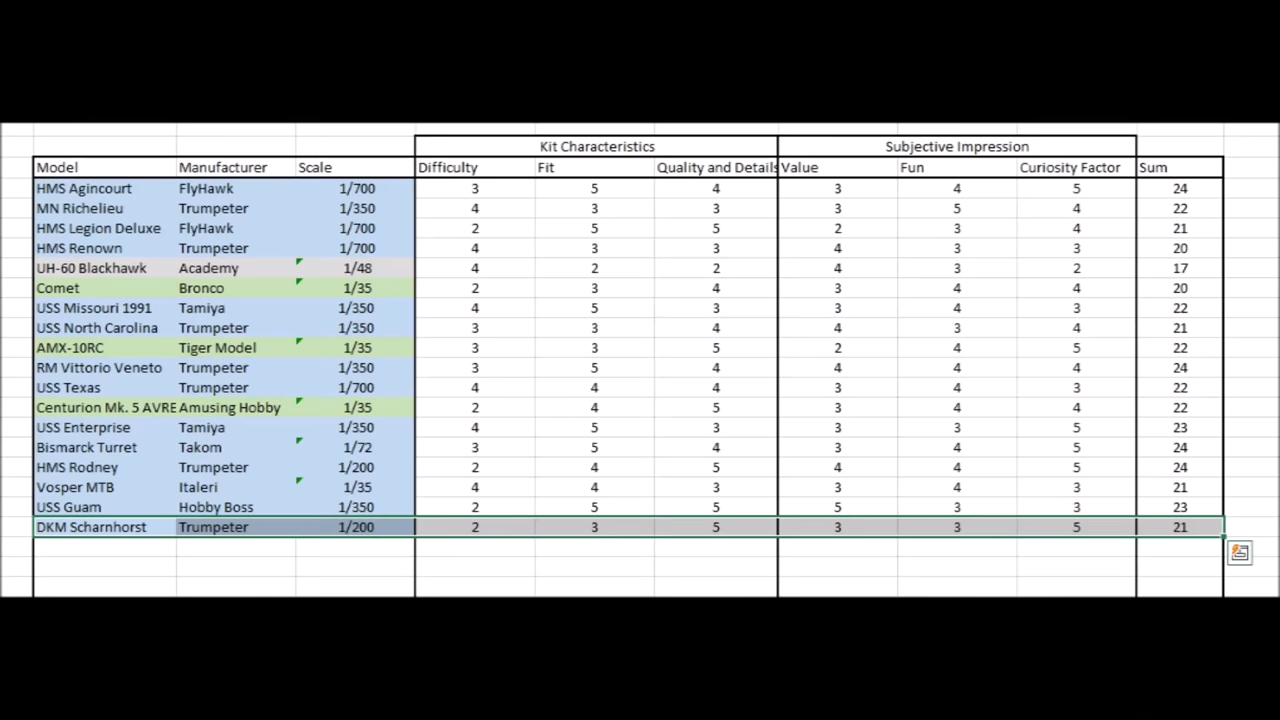 Kit Characteristics Subjective Impression
Model Manufacturer Scale Difficulty Fit Quality and Details Value Fun Curiosity Factor Sum
HMS Agincourt FlyHawk 1/700 3 5 4 3 4 5 24
MN Richelieu Trumpeter 1/350 4 3 3 3 5 4 22
HMS Legion Deluxe FlyHawk 1/700 2 5 5 2 3 4 21
HMS Renown Trumpeter 1/700 4 3 3 4 3 3 20
UH-60 Blackhawk Academy 1/48 4 2 2 4 3 2 17
Comet Bronco 1/35 2 3 4 3 4 4 20
USS Missouri 1991 Tamiya 1/350 4 5 3 3 4 3 22
USS North Carolina Trumpeter 1/350 3 3 4 4 3 4 21
AMX-10RC Tiger Model 1/35 3 3 5 2 4 5 22
RM Vittorio Veneto Trumpeter 1/350 3 5 4 4 4 4 24
USS Texas Trumpeter 1/700 4 4 4 3 4 3 22
Centurion Mk. 5 AVRE Amusing Hobby 1/35 2 4 5 3 4 4 22
USS Enterprise Tamiya 1/350 4 5 3 3 3 5 23
Bismarck Turret Takom 1/72 3 5 4 3 4 5 24
HMS Rodney Trumpeter 1/200 2 4 5 4 4 5 24
Vosper MTB Italeri 1/35 4 4 3 3 4 3 21
USS Guam Hobby Boss 1/350 2 5 5 5 3 3 23
DKM Scharnhorst Trumpeter 1/200 2 3 5 3 3 5 21